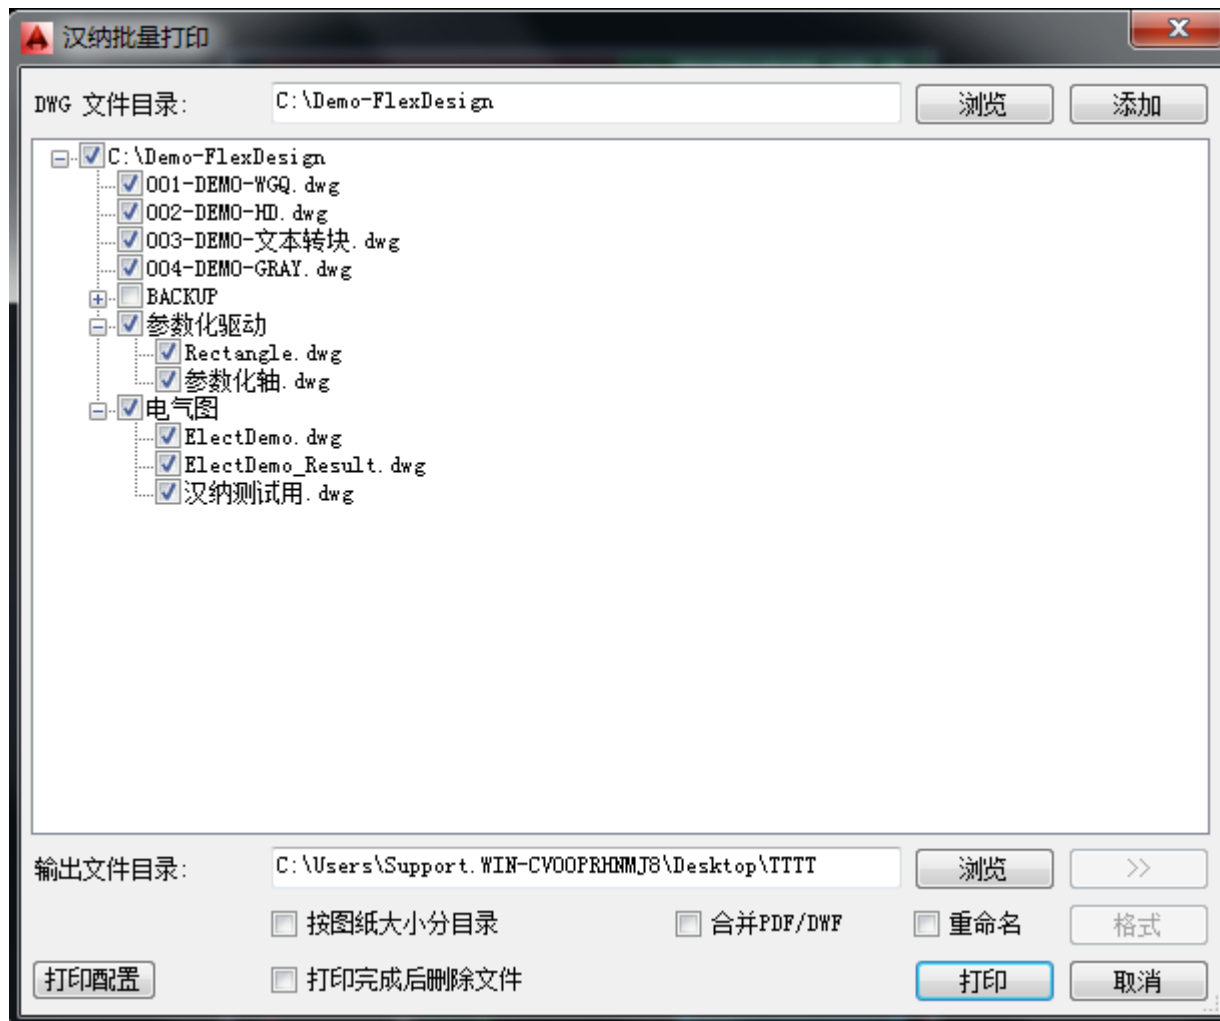 汉纳批量打印
DWG 文件目录: C:\Demo-FlexDesign 浏览 添加
C:\Demo-FlexDesign
001-DEMO-WGQ.dwg
002-DEMO-HD.dwg
003-DEMO-文本转块.dwg
004-DEMO-GRAY.dwg
BACKUP
参数化驱动
Rectangle.dwg
参数化轴.dwg
电气图
ElectDemo.dwg
ElectDemo_Result.dwg
汉纳测试用.dwg
输出文件目录: C:\Users\Support.WIN-CVOOPRHNMJ8\Desktop\TTTT 浏览 >>
按图纸大小分目录 合并PDF/DWF 重命名 格式
打印配置 打印完成后删除文件 打印 取消